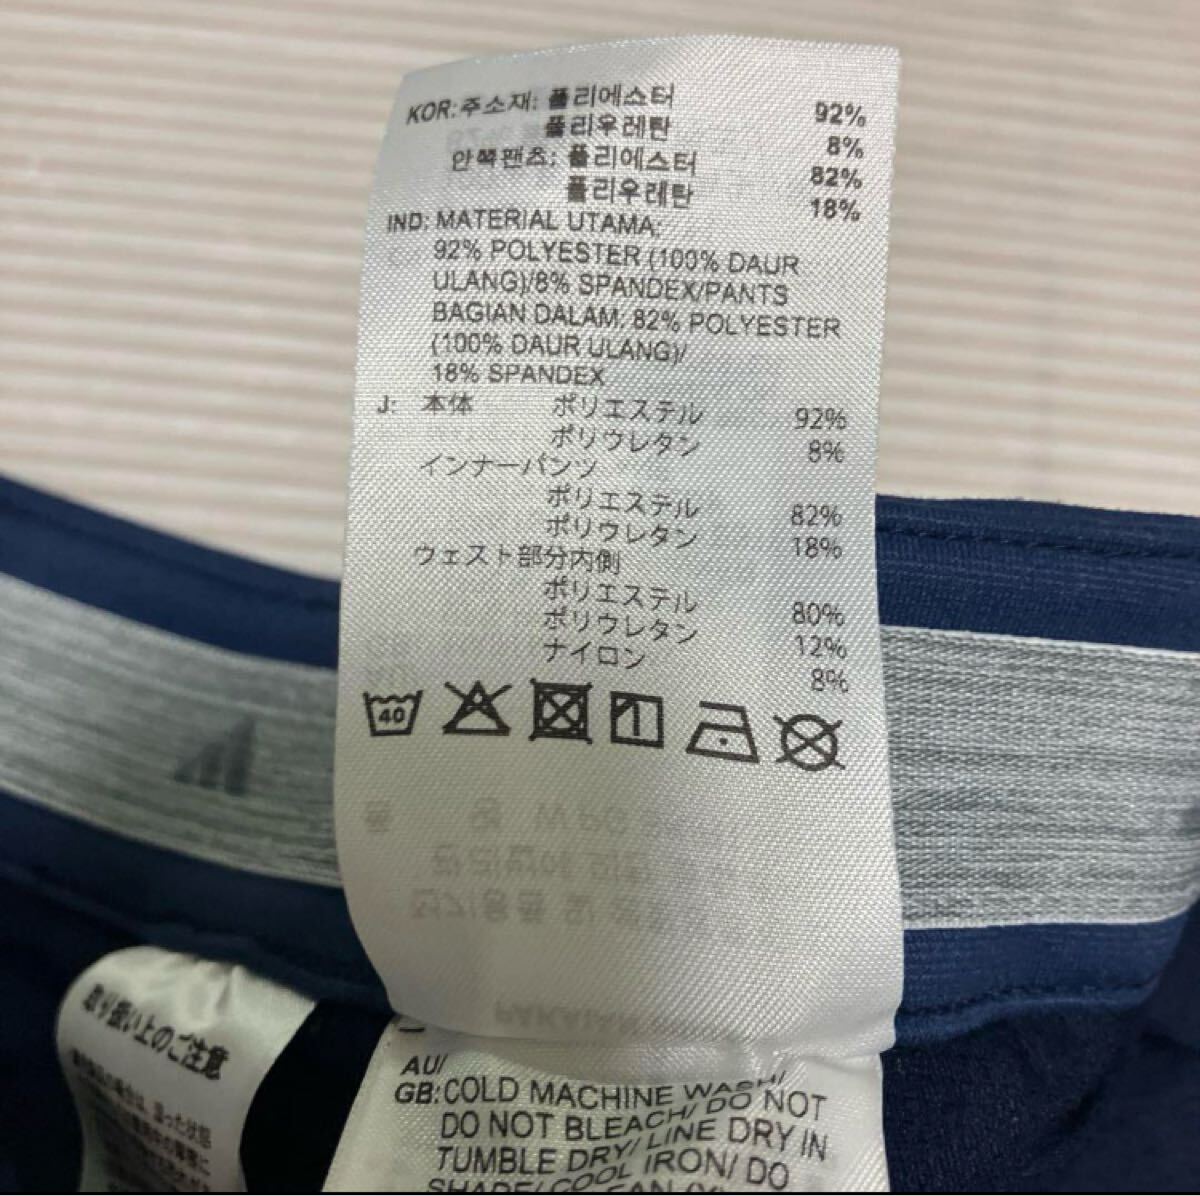 KOR: 주소재: 폴리에스터 92%
폴리우레탄 8%
안쪽팬츠: 폴리에스터 82%
폴리우레탄 18%
IND: MATERIAL UTAMA:
92% POLYESTER (100% DAUR
ULANG)/8% SPANDEX/PANTS
BAGIAN DALAM. 82% POLYESTER
(100% DAUR ULANG)/
18% SPANDEX
J: 本体 ポリエステル 92%
ポリウレタン 8%
インナーパンツ
ポリエステル 82%
ポリウレタン 18%
ウェスト部分内側
ポリエステル 80%
ポリウレタン 12%
ナイロン 8%
40
取り扱い上のご注意
AU/
GB: COLD MACHINE WASH/
DO NOT BLEACH/ DO NOT
TUMBLE DRY/ LINE DRY IN
SHADE/ COOL IRON/ DO